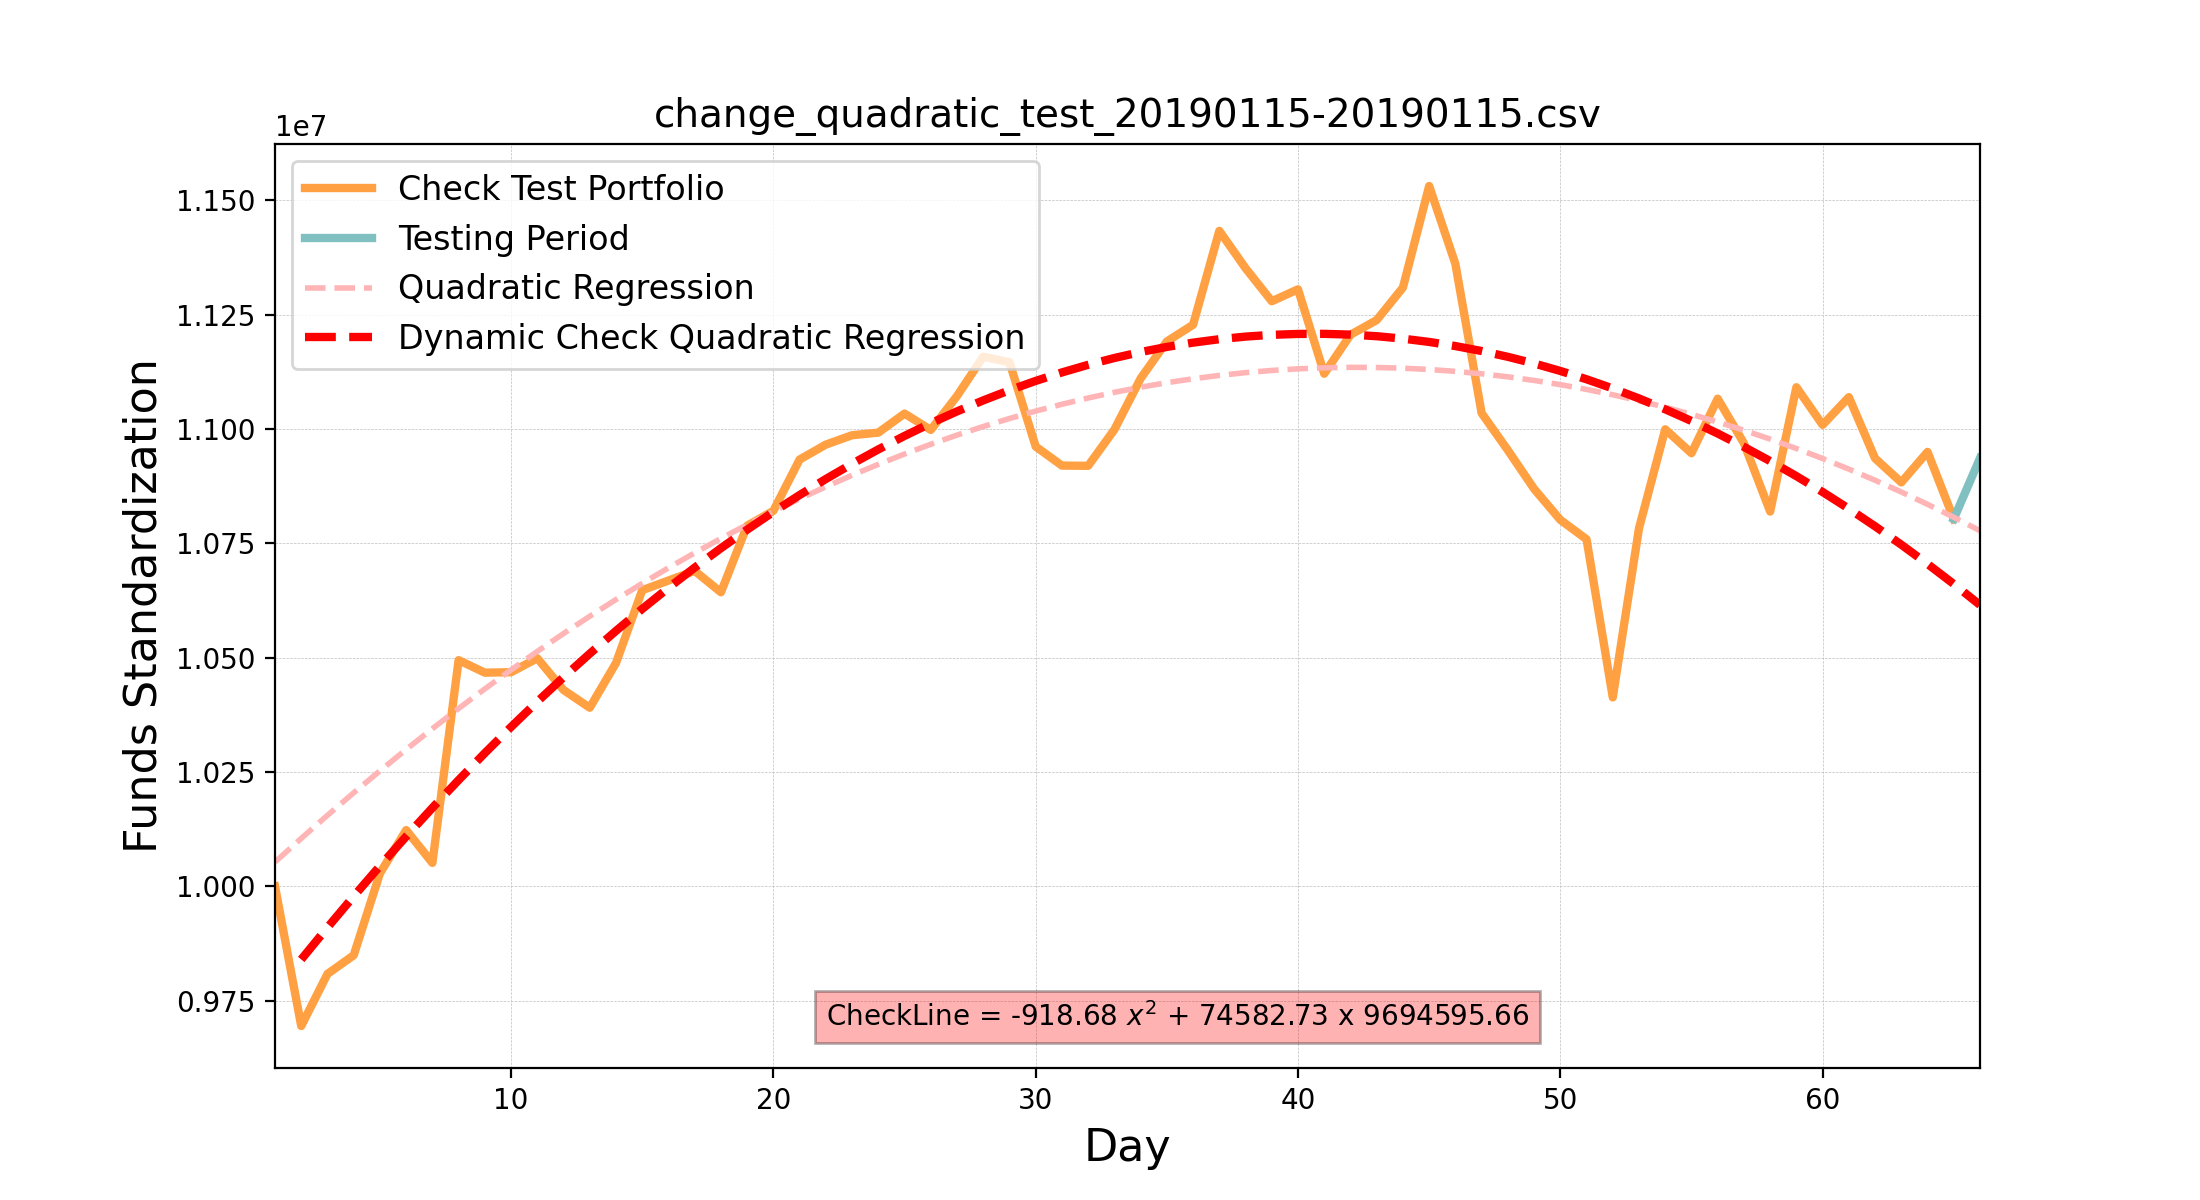 change_quadratic_test_20190115-20190115.csv
1e7
Check Test Portfolio
Testing Period
Quadratic Regression
Dynamic Check Quadratic Regression
1.150
1.125
1.100
1.075
1.050
1.025
1.000
0.975
Funds Standardization
CheckLine = -918.68 x² + 74582.73 x 9694595.66
10 20 30 40 50 60
Day